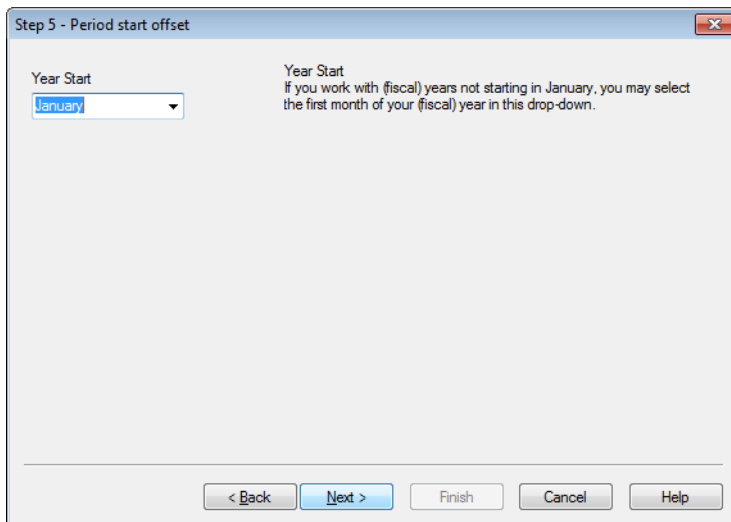 Step 5 - Period start offset
Year Start
January
Year Start
If you work with (fiscal) years not starting in January, you may select
the first month of your (fiscal) year in this drop-down.
< Back
Next >
Finish
Cancel
Help